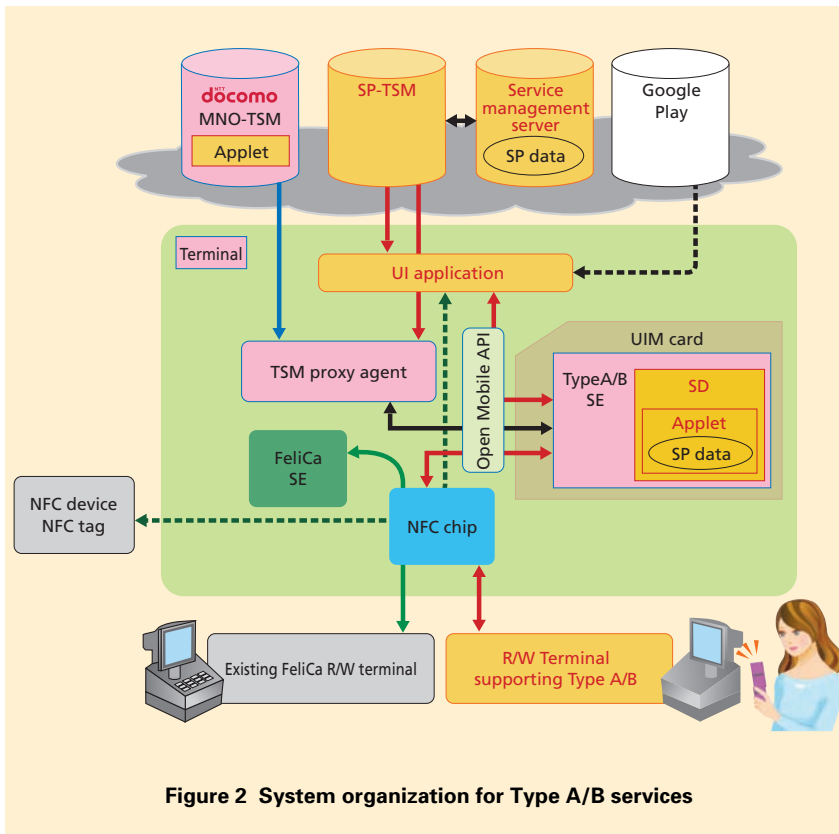 NTT
döcomo
MNO-TSM
Applet
SP-TSM
Service
management
server
SP data
Google
Play
Terminal
UI application
TSM proxy agent
Open Mobile API
UIM card
TypeA/B
SE
SD
Applet
SP data
FeliCa
SE
NFC device
NFC tag
NFC chip
Existing FeliCa R/W terminal
R/W Terminal
supporting Type A/B
Figure 2 System organization for Type A/B services